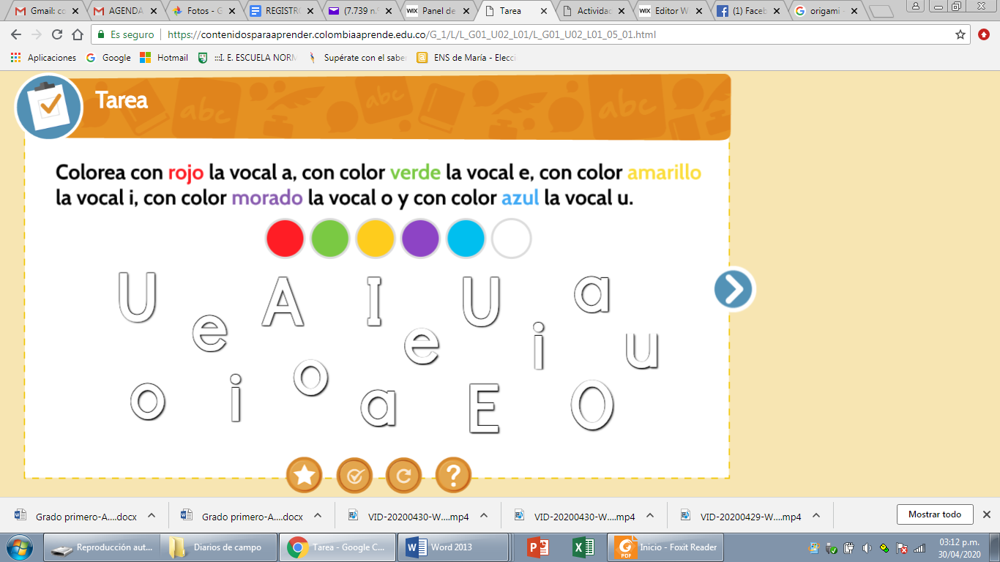 Gmail: co
AGENDA
Fotos - G
REGISTRO
(7.739 n.°
Panel de
Tarea
Actividad
Editor W
(1) Faceb
origami -
Es seguro
https://contenidosparaaprender.colombiaaprende.edu.co/G_1/L/L_G01_U02_L01/L_G01_U02_L01_05_01.html
Aplicaciones
Google
Hotmail
:::I. E. ESCUELA NORM
Supérate con el saber
ENS de María - Elecci
Tarea
abc
abc
abc
Colorea con rojo la vocal a, con color verde la vocal e, con color amarillo
la vocal i, con color morado la vocal o y con color azul la vocal u.
U
A
I
U
a
e
e
i
u
o
i
o
a
E
O
?
Grado primero-A....docx
Grado primero-A....docx
VID-20200430-W....mp4
VID-20200430-W....mp4
VID-20200429-W....mp4
Mostrar todo
Reproducción aut...
Diarios de campo
Tarea - Google C...
Word 2013
Inicio - Foxit Reader
03:12 p.m.
30/04/2020